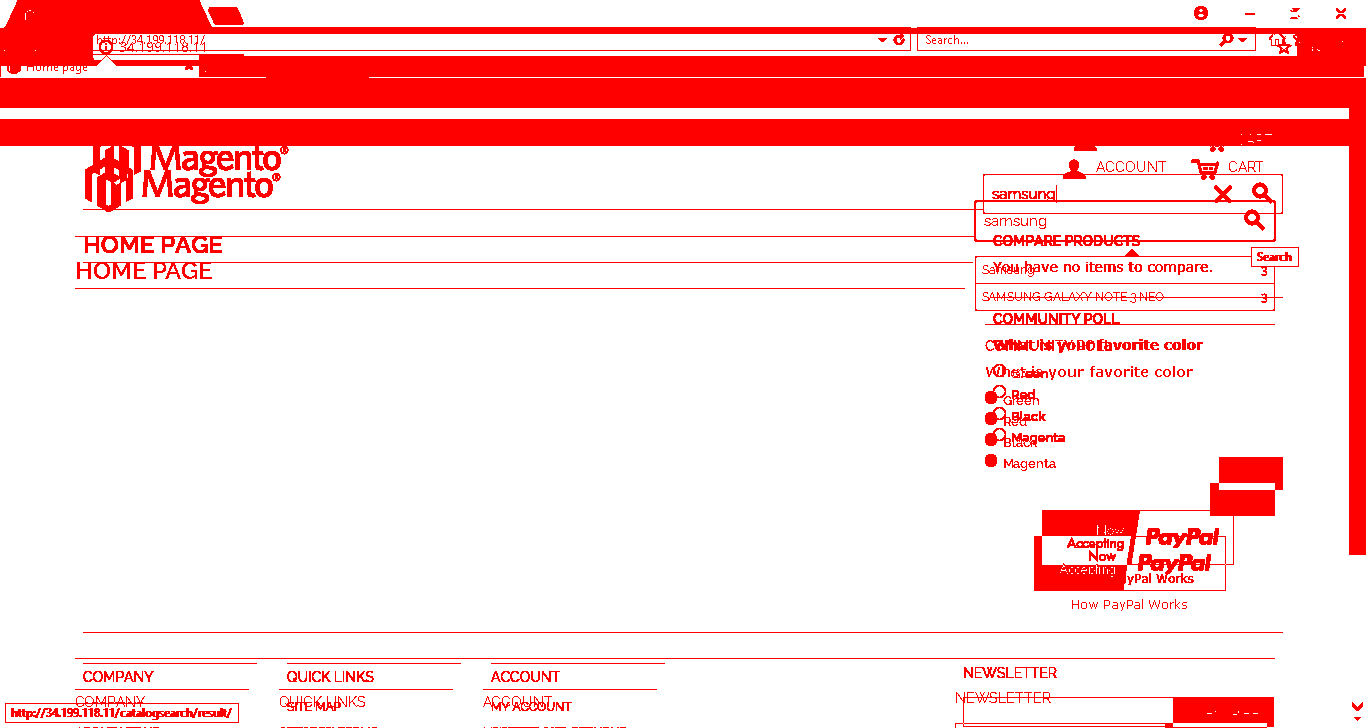 http://34.199.118.11/
34.199.118.11
Search...
Home page
Magento®
Magento®
ACCOUNT
CART
samsung
samsung
HOME PAGE
HOME PAGE
COMPARE PRODUCTS
Search
Samsung 3
You have no items to compare.
SAMSUNG GALAXY NOTE 3 NEO 3
COMMUNITY POLL
COMMUNITY POLL
What is your favorite color
What is your favorite color
Green
Red
Green
Black
Red
Magenta
Black
Magenta
Now
Accepting
PayPal
Now
Accepting
PayPal
PayPal Works
How PayPal Works
COMPANY
QUICK LINKS
ACCOUNT
NEWSLETTER
COMPANY
QUICK LINKS
ACCOUNT
NEWSLETTER
SITE MAP
MY ACCOUNT
http://34.199.118.11/catalogsearch/result/